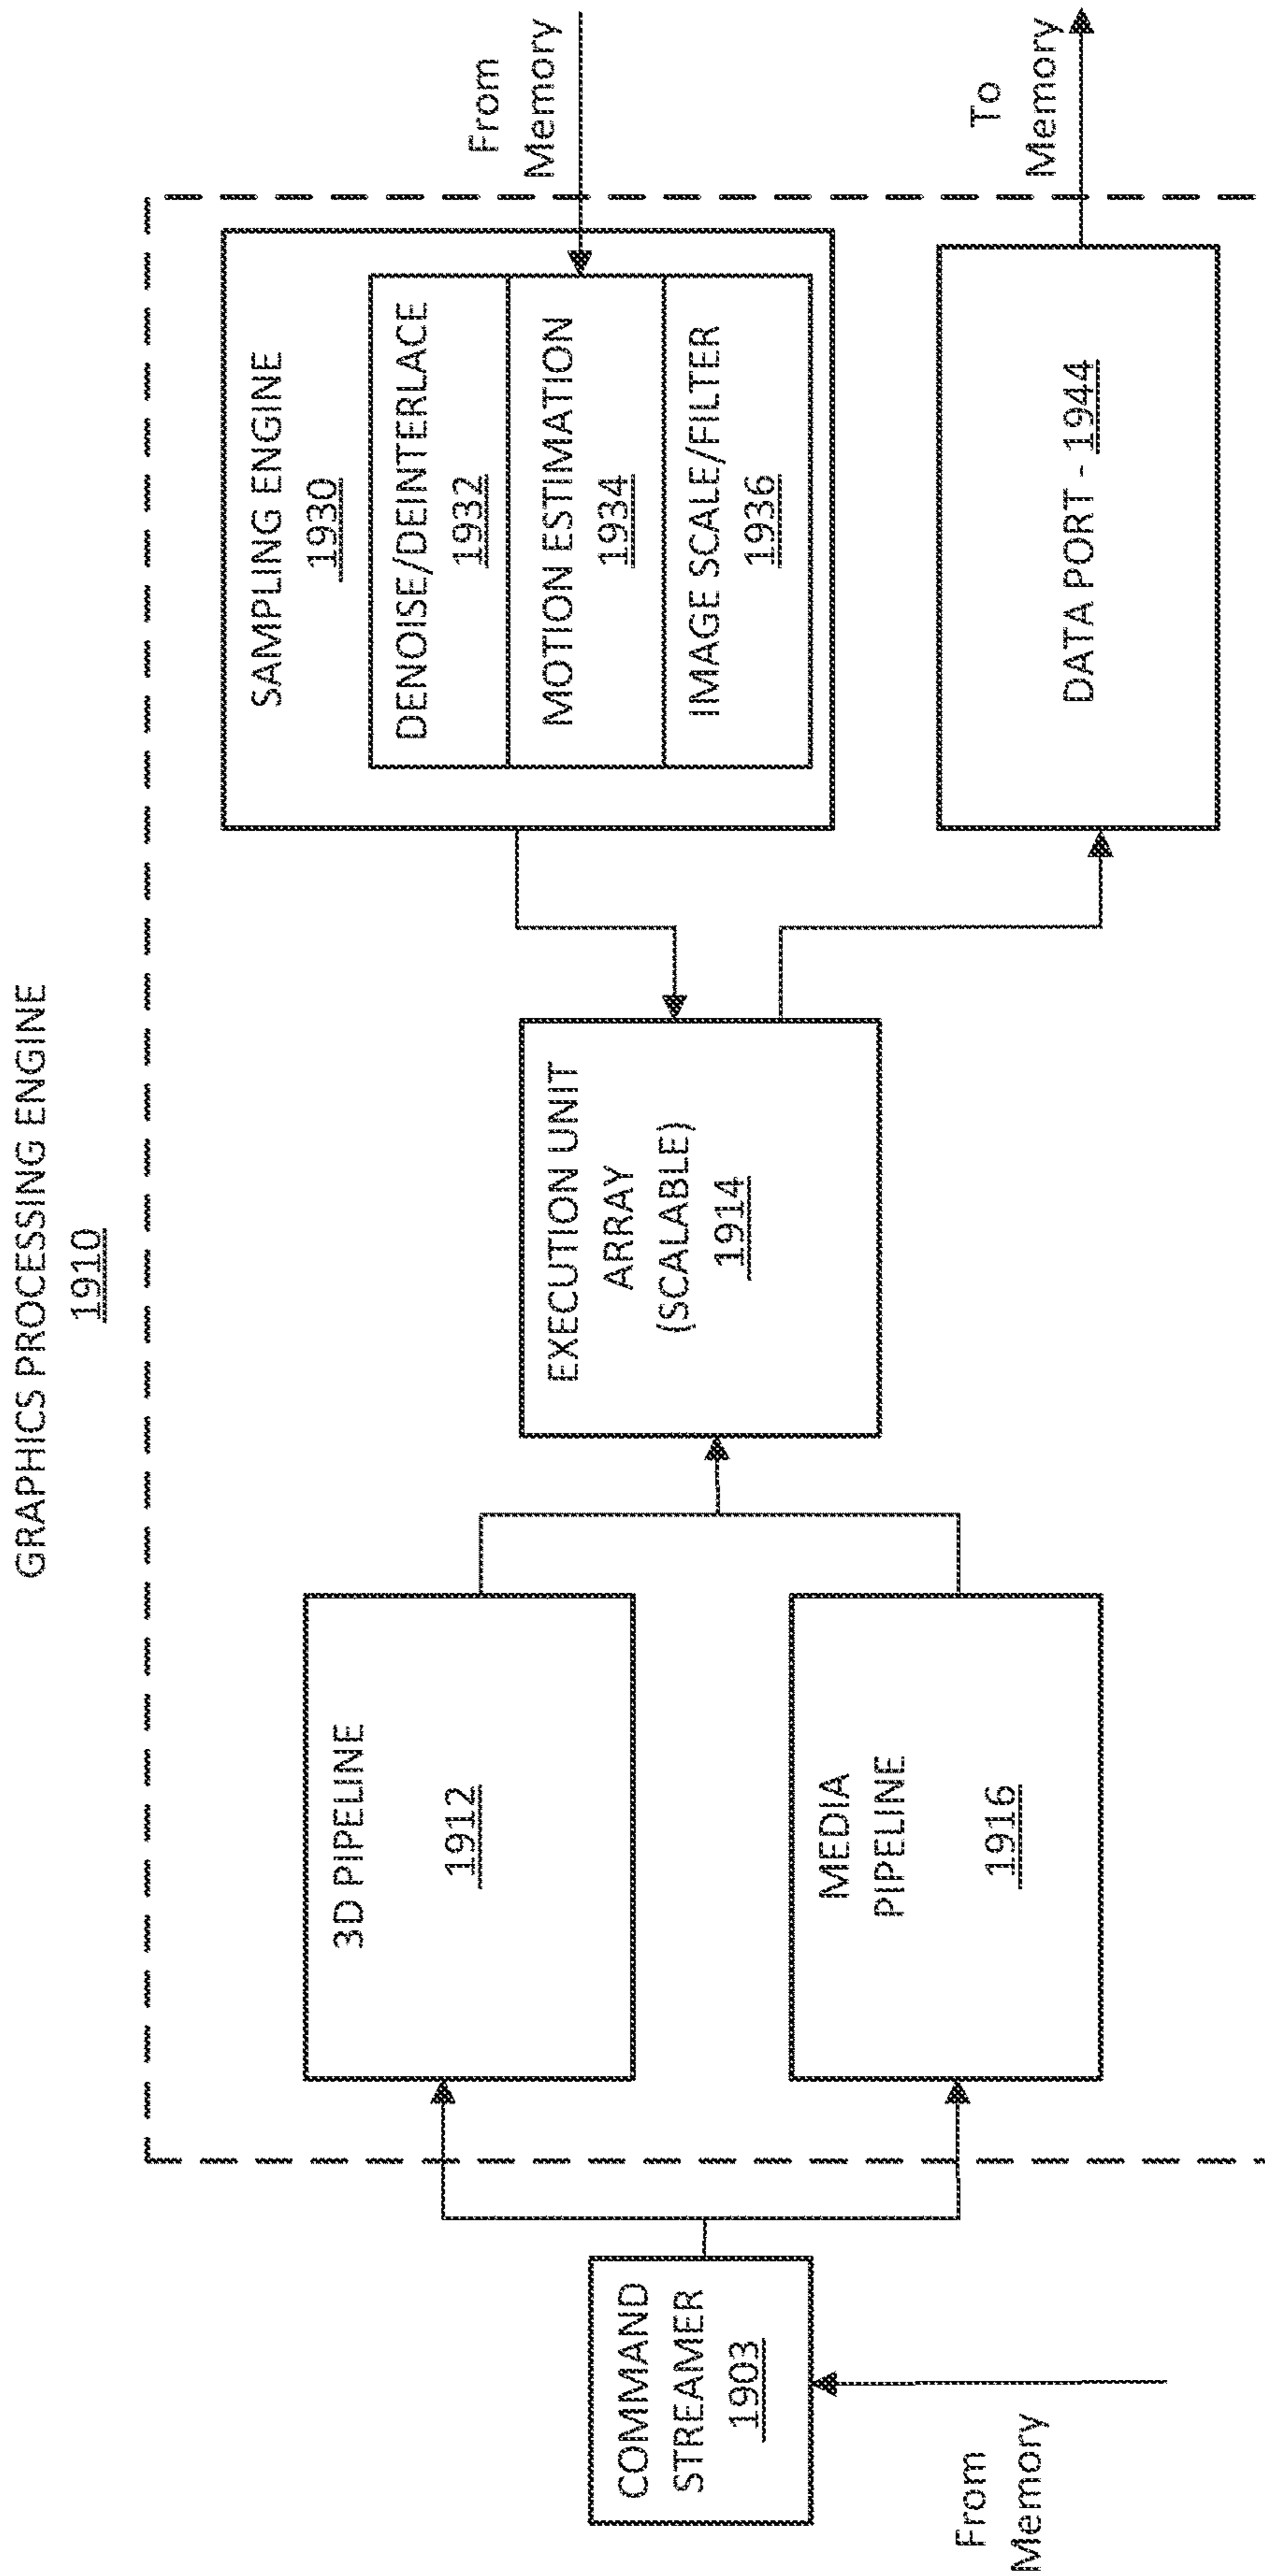 GRAPHICS PROCESSING ENGINE
1910
COMMAND
STREAMER
1903
From
Memory
3D PIPELINE
1912
MEDIA
PIPELINE
1916
EXECUTION UNIT
ARRAY
(SCALABLE)
1914
SAMPLING ENGINE
1930
DENOISE/DEINTERLACE
1932
MOTION ESTIMATION
1934
IMAGE SCALE/FILTER
1936
DATA PORT - 1944
From
Memory
To
Memory